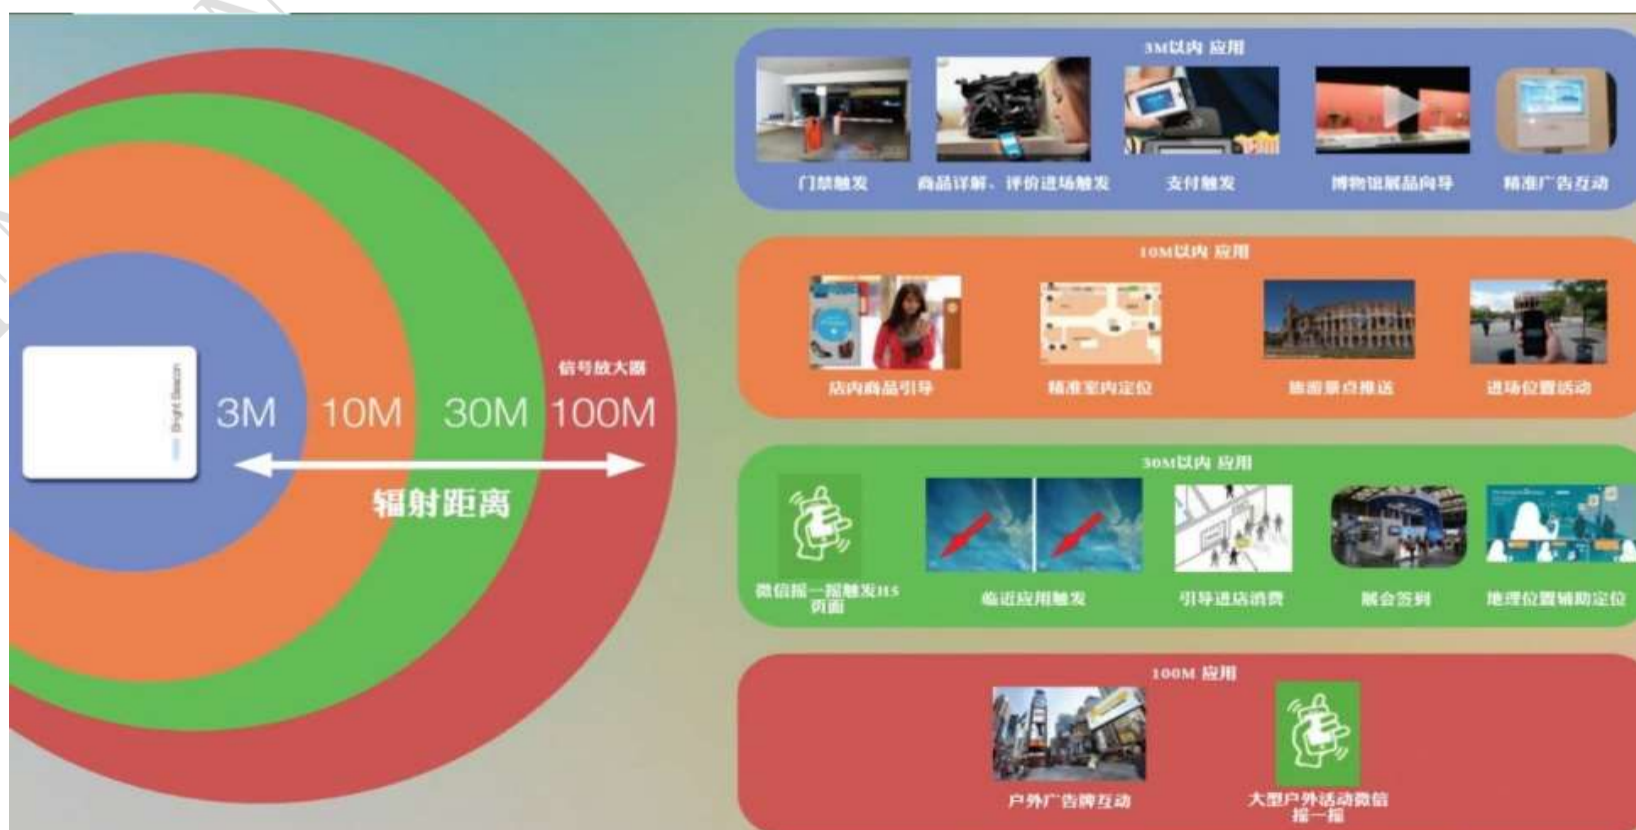 Bright Beacon
3M
10M
30M
信号放大器
100M
辐射距离
3M以内 应用
门禁触发
商品详解、评价进场触发
支付触发
博物馆展品向导
精准广告互动
10M以内 应用
店内商品引导
精准室内定位
旅游景点推送
进场位置活动
30M以内 应用
微信摇一摇触发H5
页面
临近应用触发
引导进店消费
展会签到
地理位置辅助定位
100M 应用
户外广告牌互动
大型户外活动微信
摇一摇